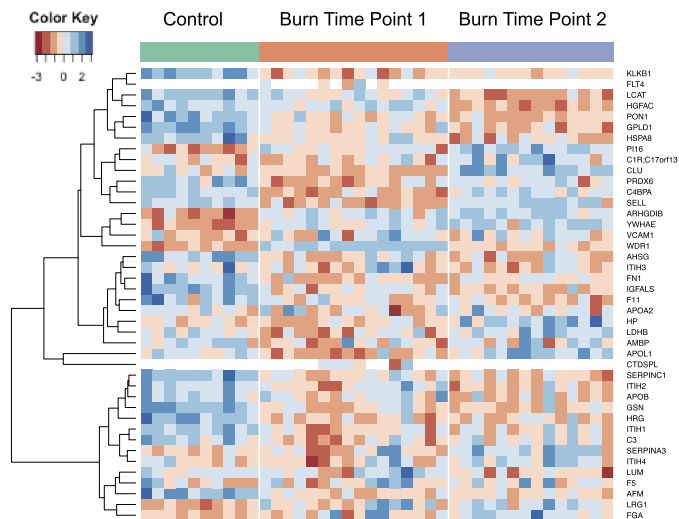 Control Burn Time Point 1 Burn Time Point 2
Color Key
-3 0 2
KLKB1
FLT4
LCAT
HGFAC
PON1
GPLD1
HSPA8
PI16
C1R;C17orf13
CLU
PRDX6
C4BPA
SELL
ARHGDIB
YWHAE
VCAM1
WDR1
AHSG
ITIH3
FN1
IGFALS
F11
APOA2
HP
LDHB
AMBP
APOL1
CTDSPL
SERPINC1
ITIH2
APOB
GSN
HRG
ITIH1
C3
SERPINA3
ITIH4
LUM
F5
AFM
LRG1
FGA